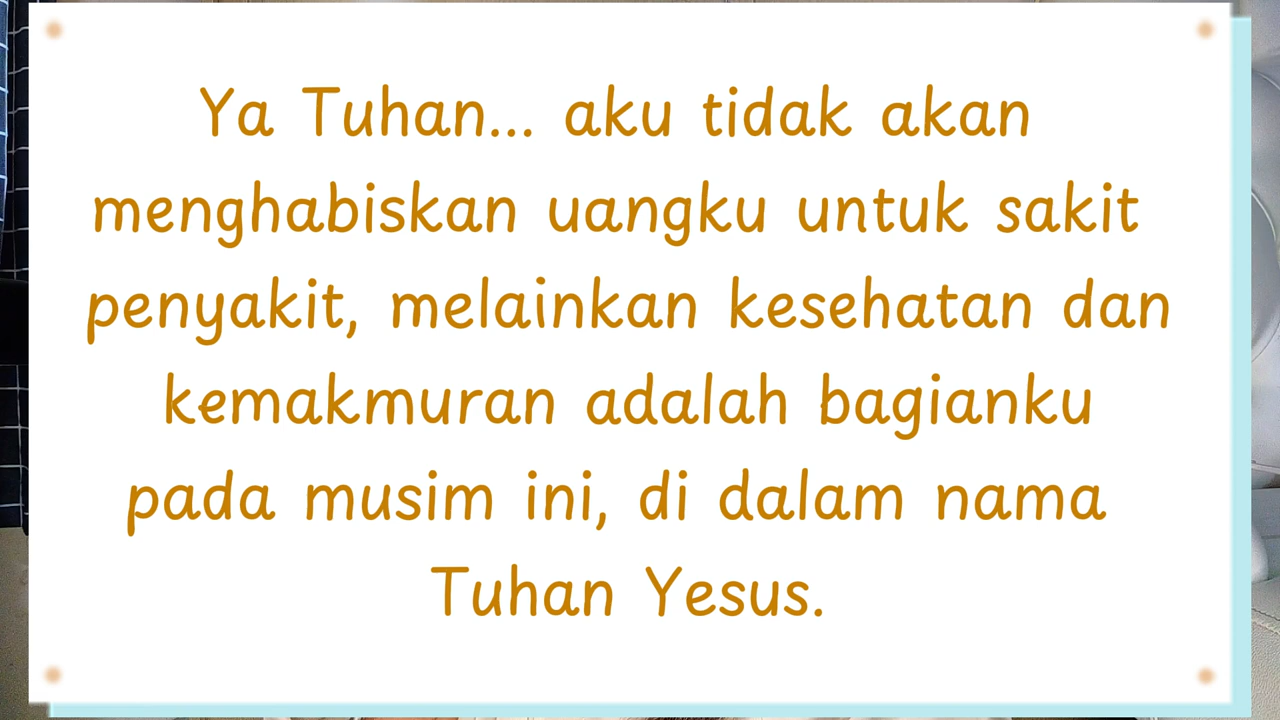 Ya Tuhan... aku tidak akan
menghabiskan uangku untuk sakit
penyakit, melainkan kesehatan dan
kemakmuran adalah bagianku
pada musim ini, di dalam nama
Tuhan Yesus.